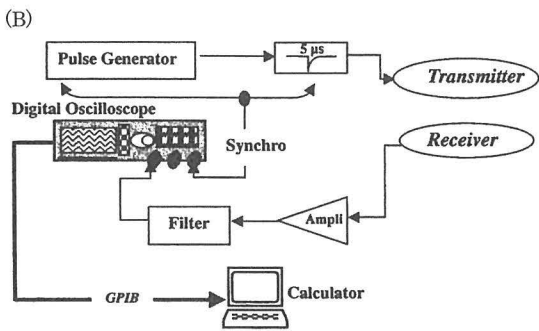 (B)
5 μs
Pulse Generator
Transmitter
Digital Oscilloscope
Synchro
Receiver
Filter
Ampli
GPIB
Calculator